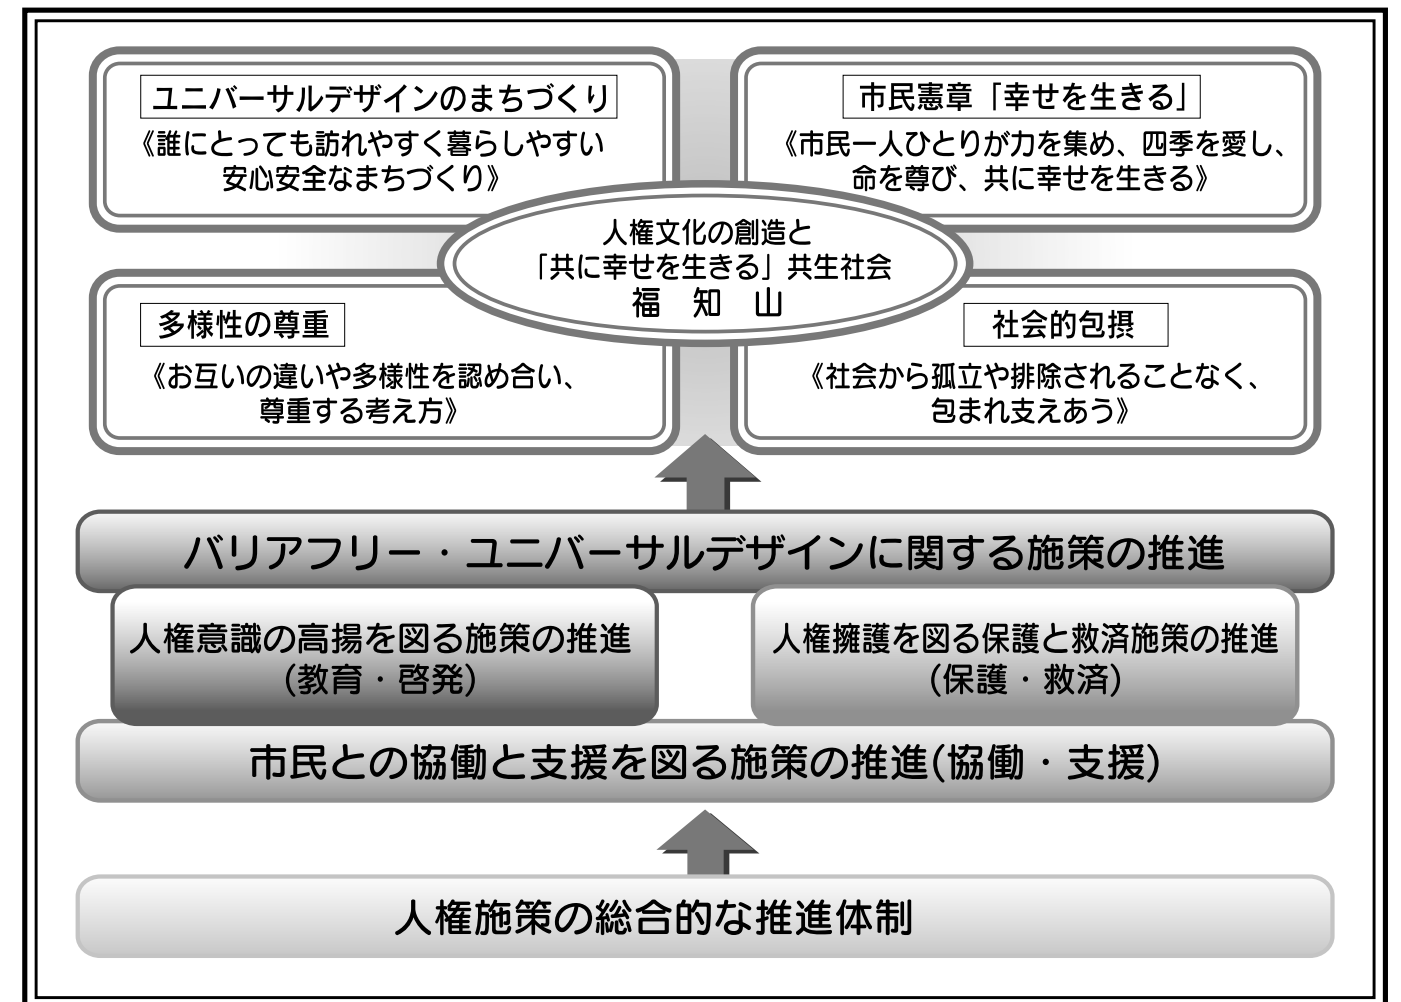 ユニバーサルデザインのまちづくり
《誰にとっても訪れやすく暮らしやすい
安心安全なまちづくり》
市民憲章「幸せを生きる」
《市民一人ひとりが力を集め、四季を愛し、
命を尊び、共に幸せを生きる》
人権文化の創造と
「共に幸せを生きる」共生社会
福　知　山
多様性の尊重
《お互いの違いや多様性を認め合い、
尊重する考え方》
社会的包摂
《社会から孤立や排除されることなく、
包まれ支えあう》
バリアフリー・ユニバーサルデザインに関する施策の推進
人権意識の高揚を図る施策の推進
(教育・啓発)
人権擁護を図る保護と救済施策の推進
(保護・救済)
市民との協働と支援を図る施策の推進(協働・支援)
人権施策の総合的な推進体制